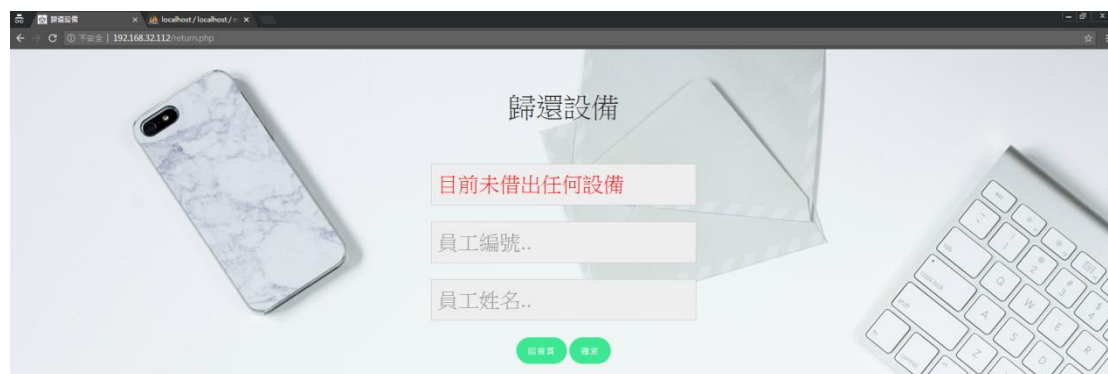 歸還設備
localhost / localhost / n
不安全 | 192.168.32.112/return.php
歸還設備
目前未借出任何設備
員工編號..
員工姓名..
回首頁
確定